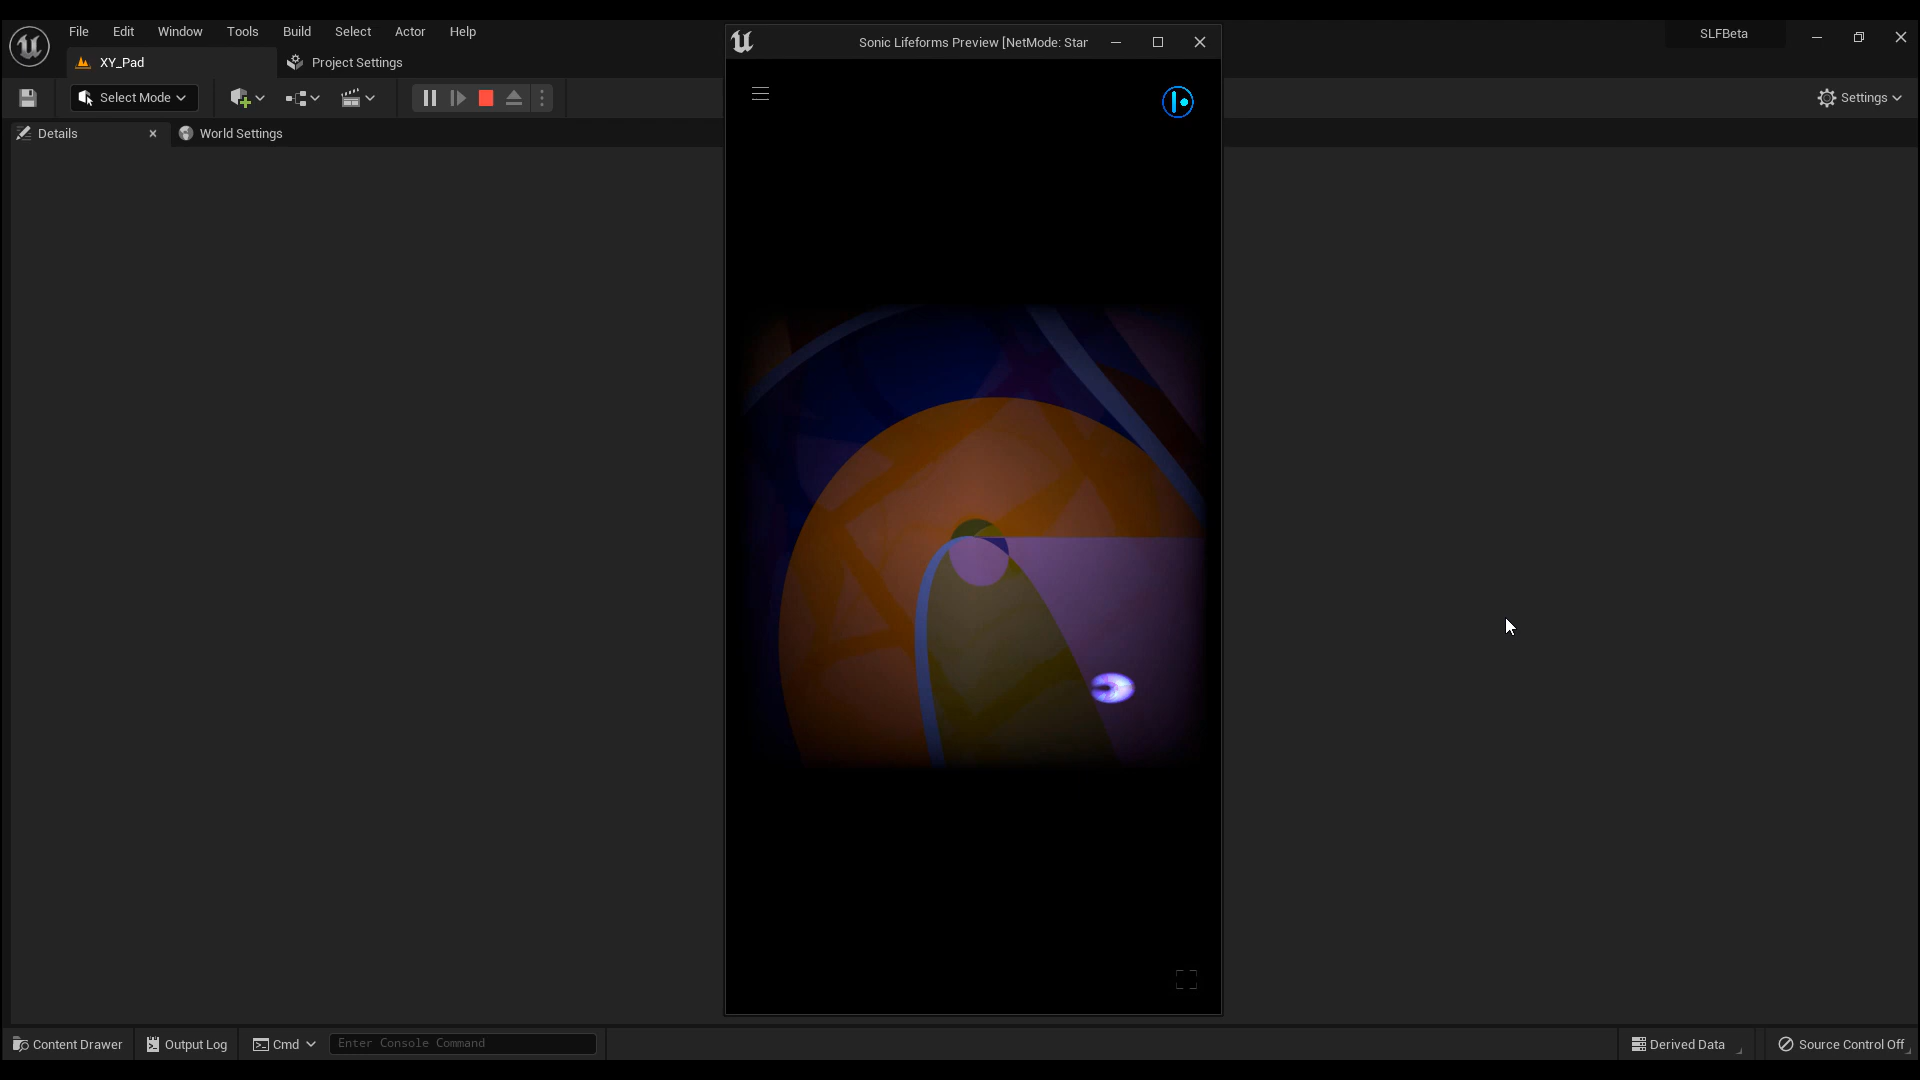 File Edit Window Tools Build Select Actor Help
Sonic Lifeforms Preview [NetMode: Star
SLFBeta
XY_Pad
Project Settings
Select Mode
Settings
Details
World Settings
Content Drawer
Output Log
Cmd
Enter Console Command
Derived Data
Source Control Off